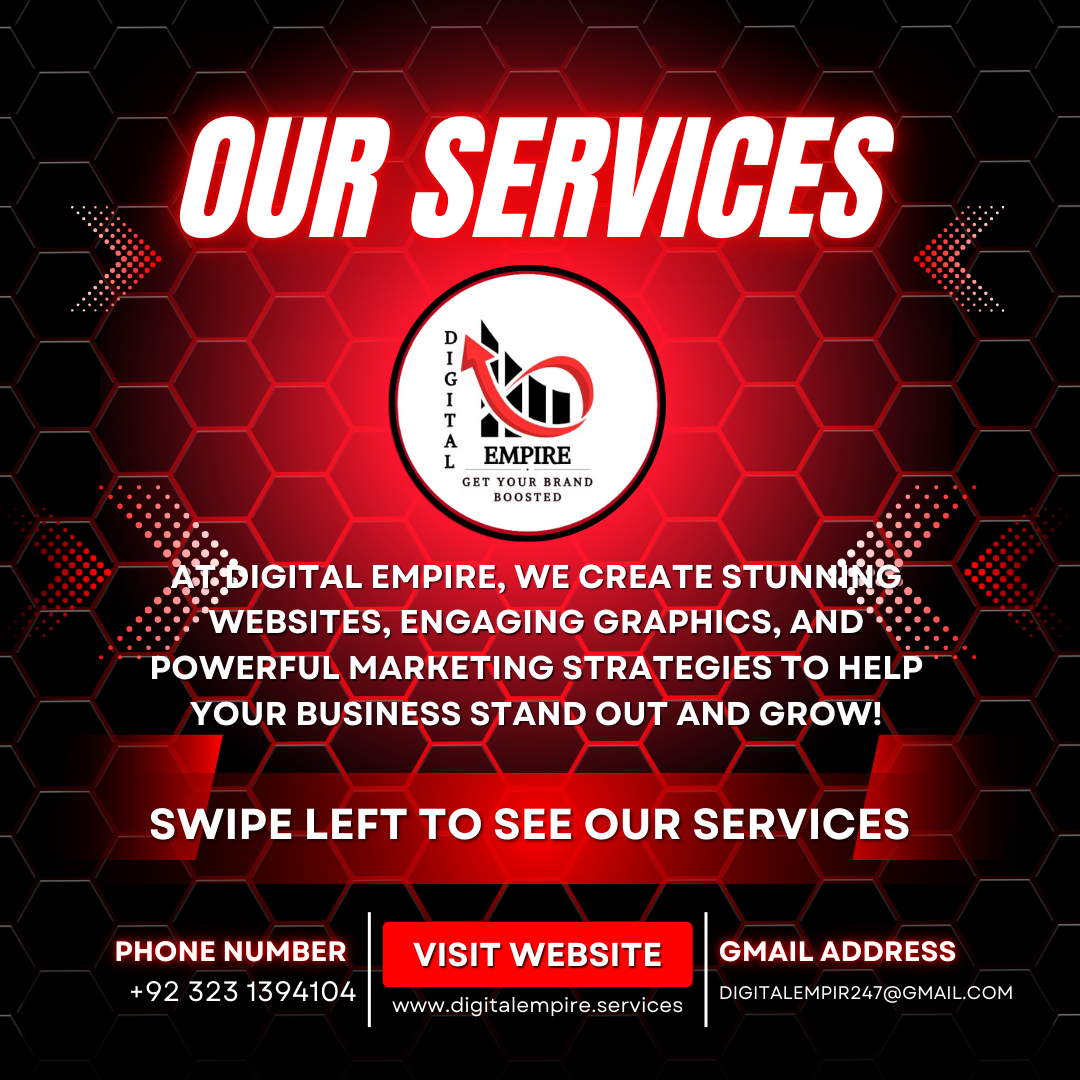 OUR SERVICES
DIGITAL
EMPIRE
GET YOUR BRAND
BOOSTED
AT DIGITAL EMPIRE, WE CREATE STUNNING
WEBSITES, ENGAGING GRAPHICS, AND
POWERFUL MARKETING STRATEGIES TO HELP
YOUR BUSINESS STAND OUT AND GROW!
SWIPE LEFT TO SEE OUR SERVICES
PHONE NUMBER
+92 323 1394104
VISIT WEBSITE
www.digitalempire.services
GMAIL ADDRESS
DIGITALEMPIR247@GMAIL.COM